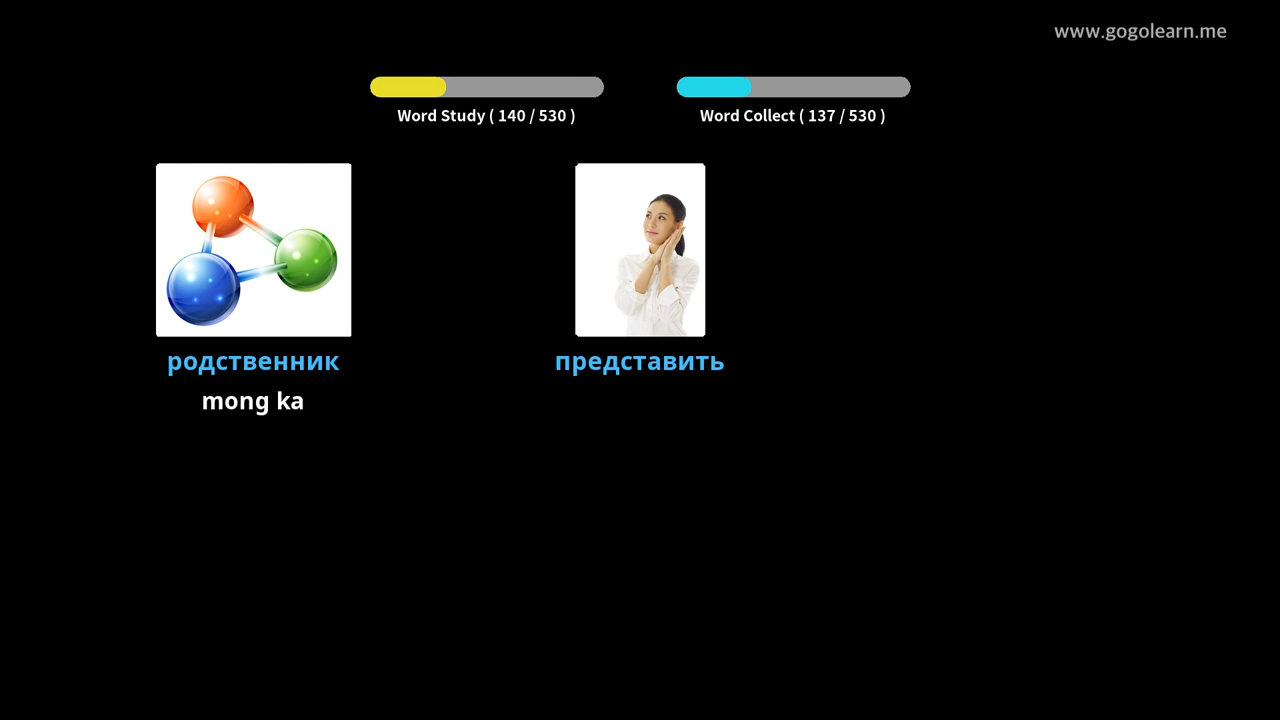 www.gogolearn.me
Word Study ( 140 / 530 )
Word Collect ( 137 / 530 )
родственник
mong ka
представить